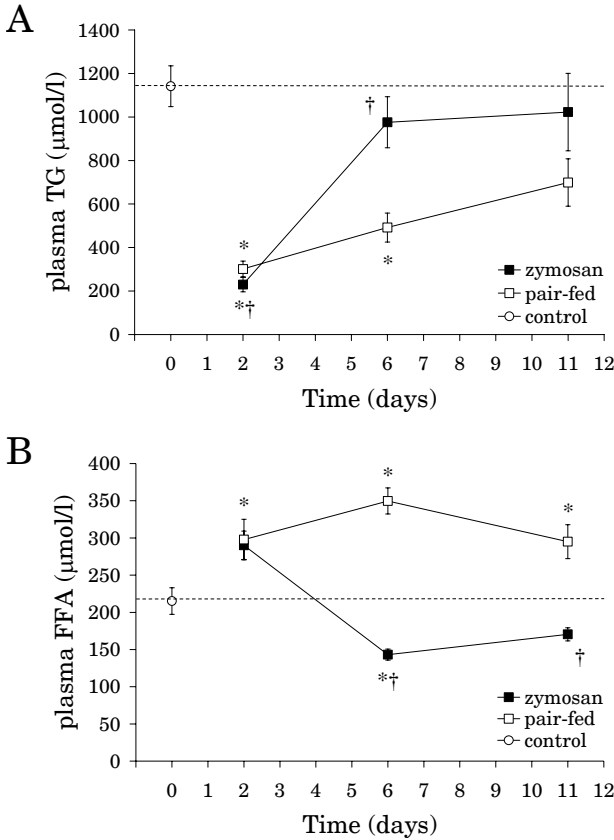 A
plasma TG (μmol/l)
1400
1200
1000
800
600
400
200
0
†
*
*
*†
zymosan
pair-fed
control
0 1 2 3 4 5 6 7 8 9 10 11 12
Time (days)
B
plasma FFA (μmol/l)
400
350
300
250
200
150
100
50
0
*
*
*
*†
†
zymosan
pair-fed
control
0 1 2 3 4 5 6 7 8 9 10 11 12
Time (days)